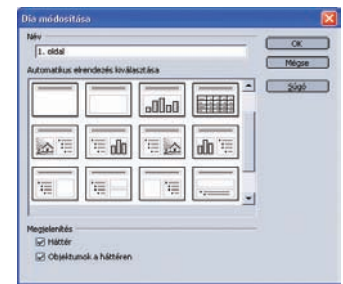 Dia módosítása
Név
1. oldal
Automatikus elrendezés kiválasztása
OK
Mégse
Súgó
Megjelenítés
Háttér
Objektumok a háttéren